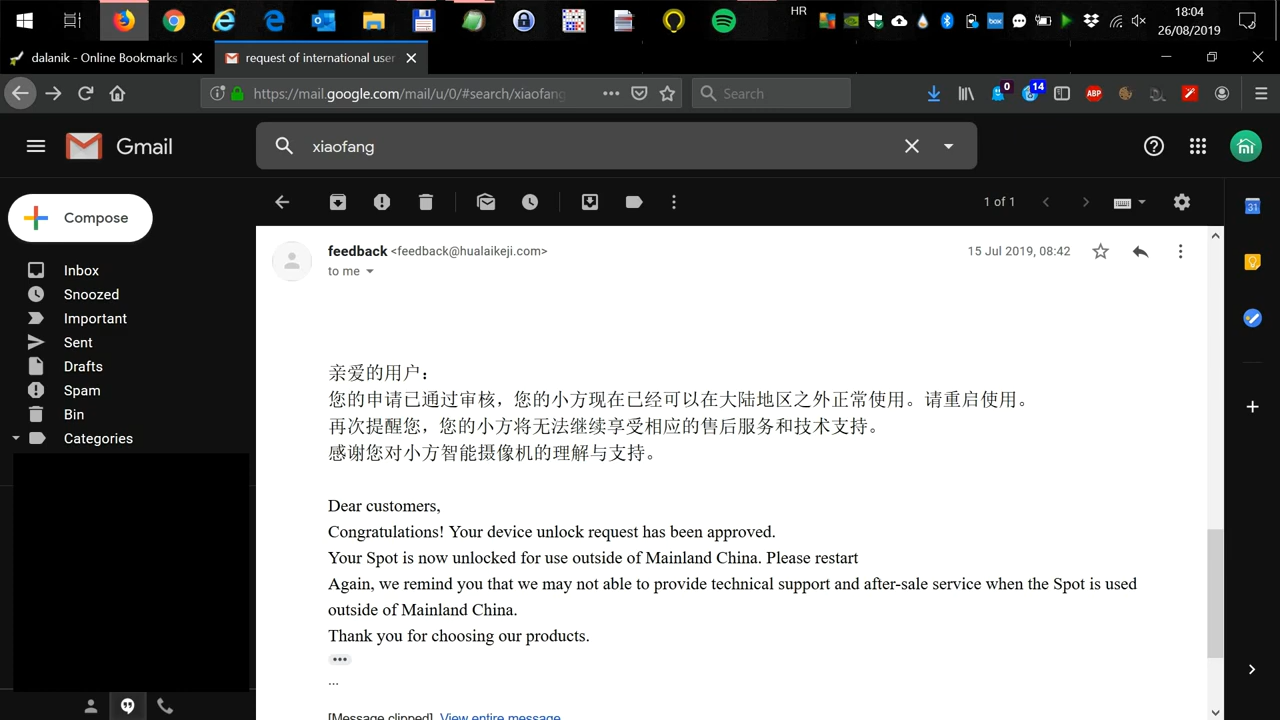 HR
18:04
26/08/2019
dalanik - Online Bookmarks
request of international user
https://mail.google.com/mail/u/0/#search/xiaofang
Search
0
14
ABP
Gmail
xiaofang
Compose
1 of 1
31
Inbox
Snoozed
Important
Sent
Drafts
Spam
Bin
Categories
feedback <feedback@hualaikeji.com>
15 Jul 2019, 08:42
to me
亲爱的用户：
您的申请已通过审核，您的小方现在已经可以在大陆地区之外正常使用。请重启使用。
再次提醒您，您的小方将无法继续享受相应的售后服务和技术支持。
感谢您对小方智能摄像机的理解与支持。
Dear customers,
Congratulations! Your device unlock request has been approved.
Your Spot is now unlocked for use outside of Mainland China. Please restart
Again, we remind you that we may not able to provide technical support and after-sale service when the Spot is used
outside of Mainland China.
Thank you for choosing our products.
...
[Message clipped] View entire message